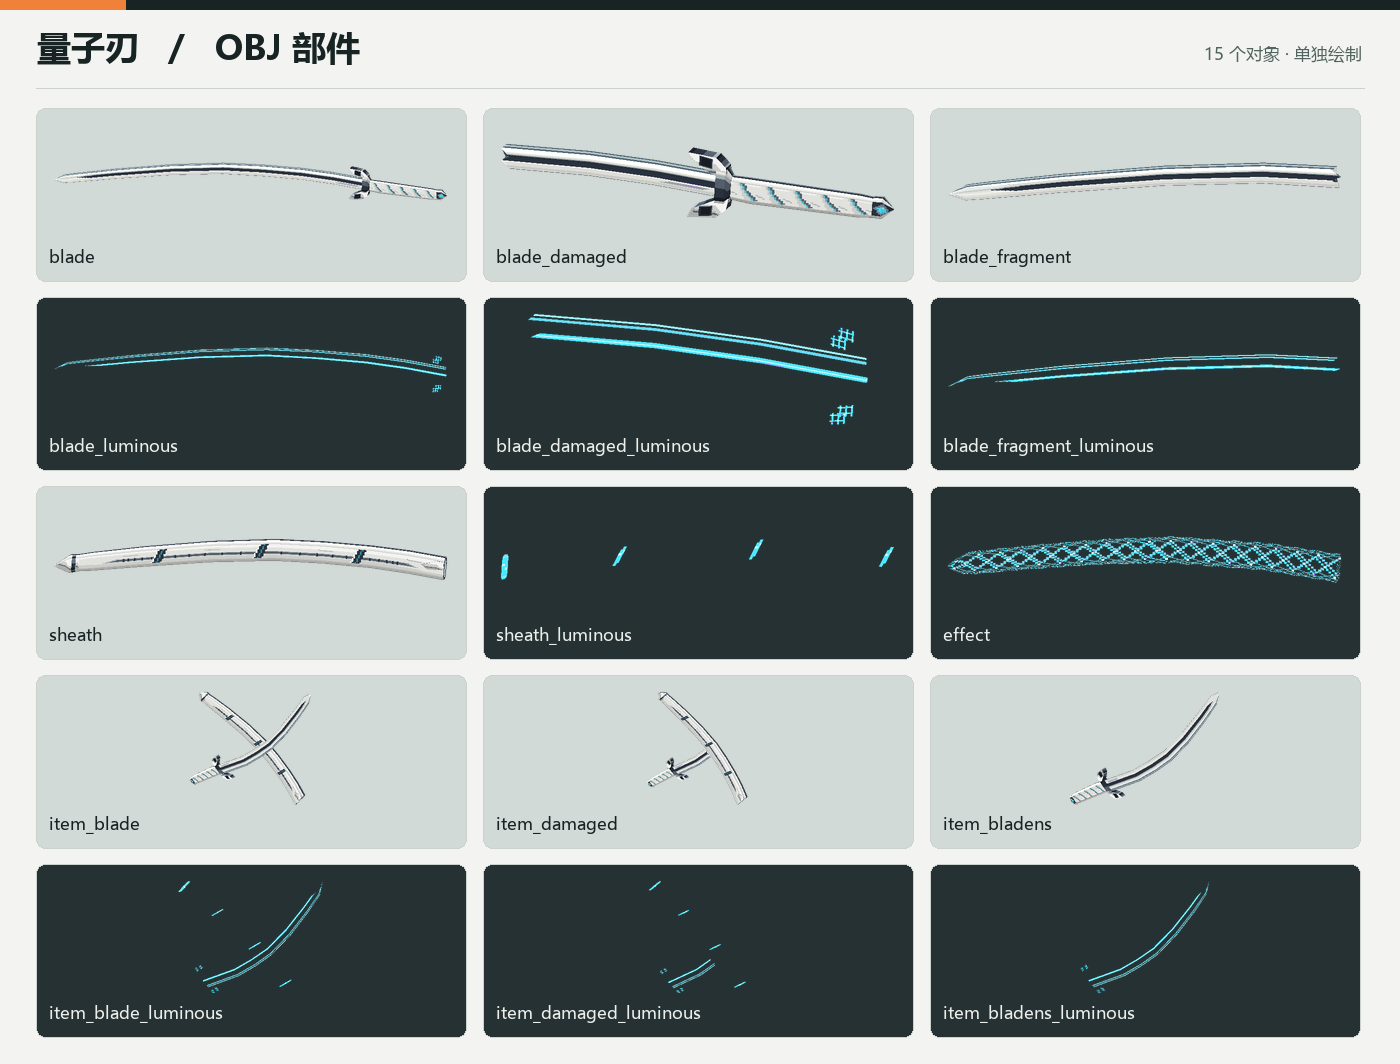 量子刃 / OBJ 部件
15 个对象 · 单独绘制
blade
blade_damaged
blade_fragment
blade_luminous
blade_damaged_luminous
blade_fragment_luminous
sheath
sheath_luminous
effect
item_blade
item_damaged
item_bladens
item_blade_luminous
item_damaged_luminous
item_bladens_luminous